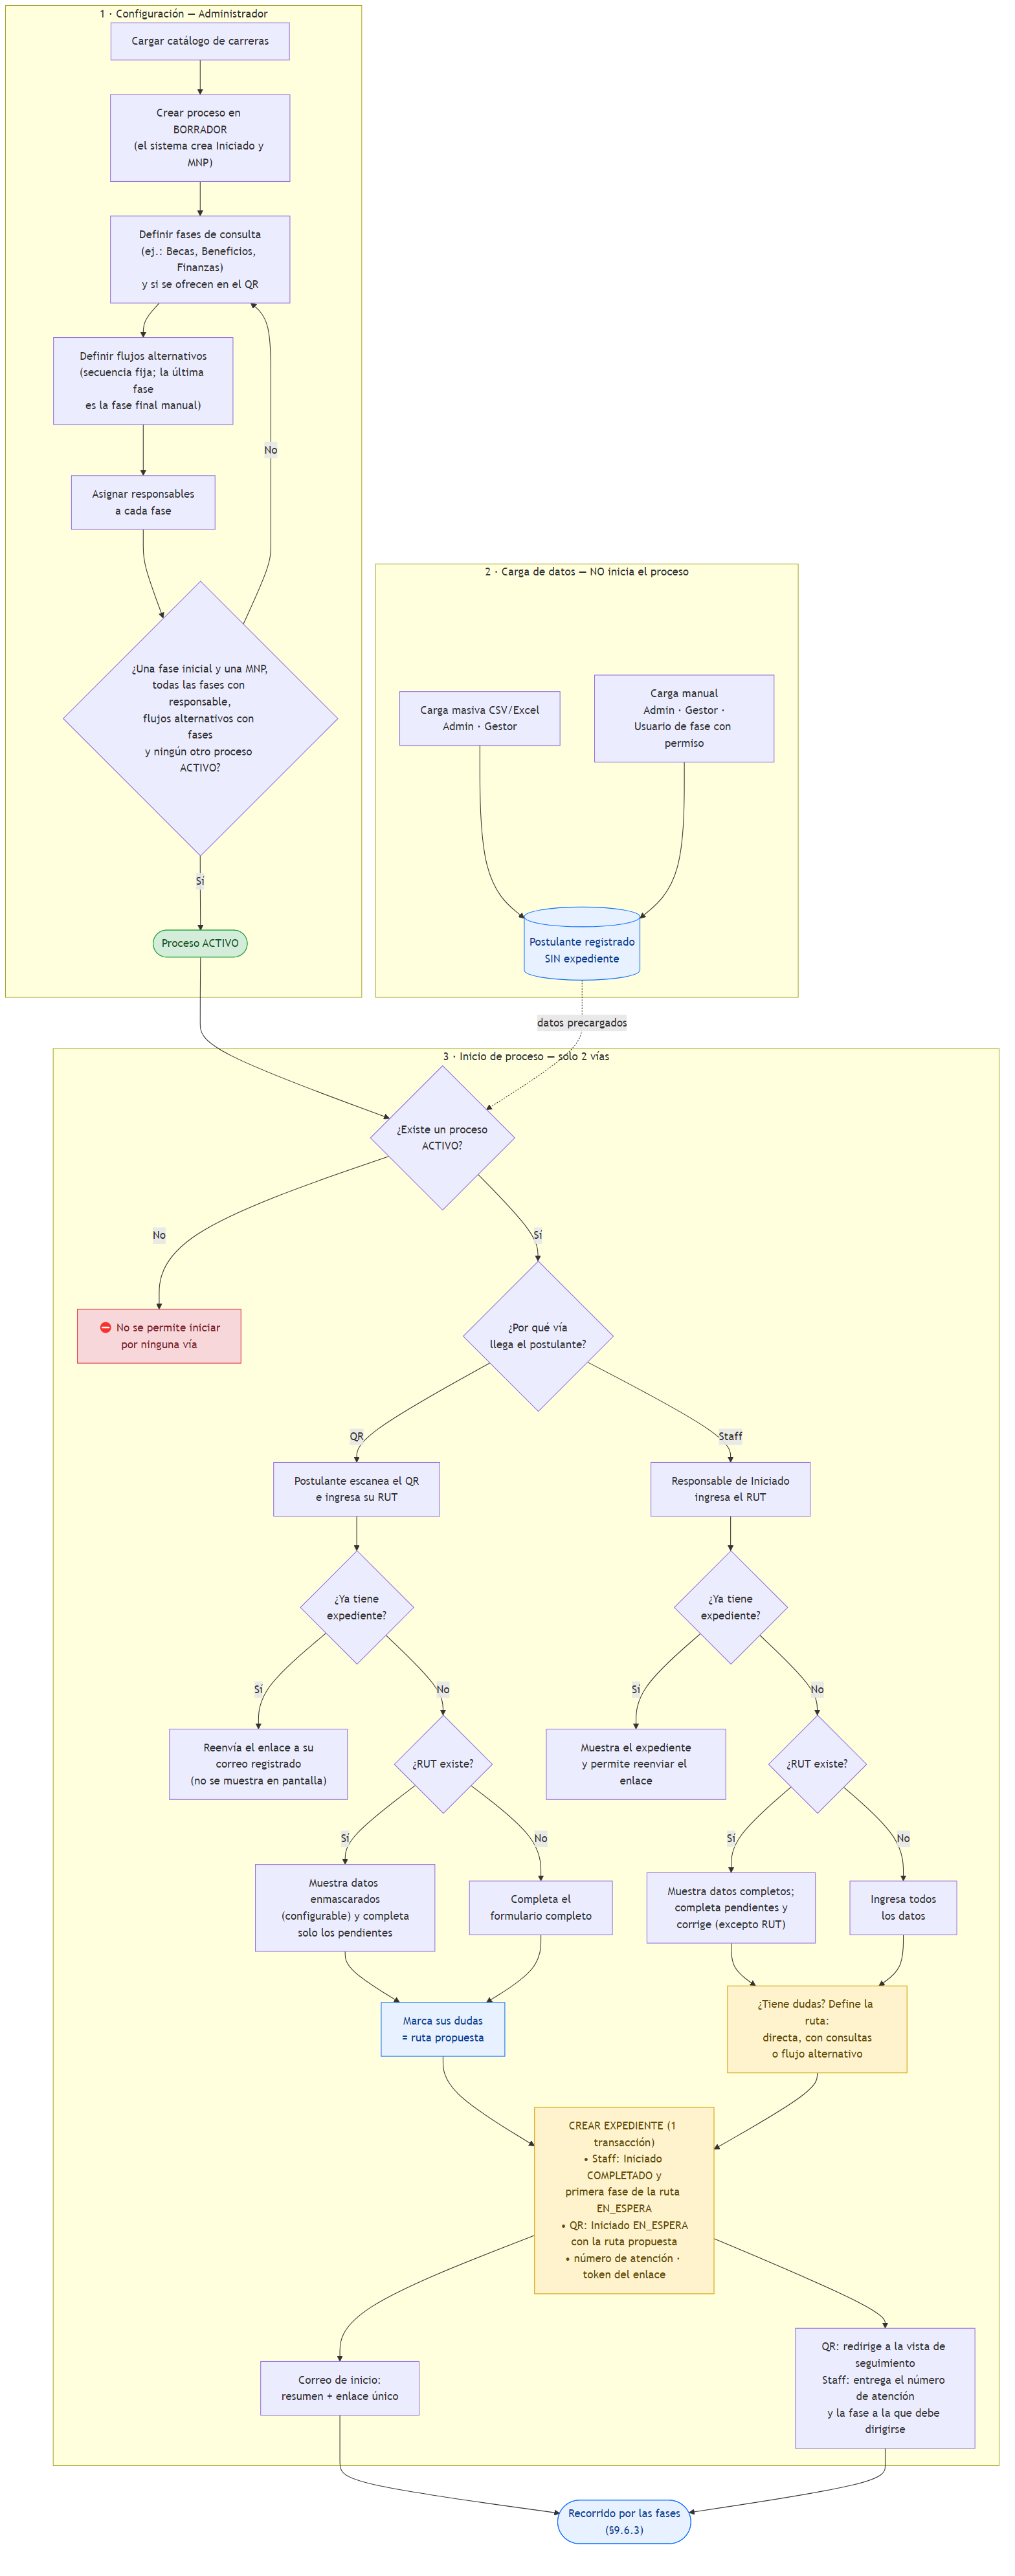 1 · Configuración — Administrador
Cargar catálogo de carreras
Crear proceso en
BORRADOR
(el sistema crea Iniciado y
MNP)
Definir fases de consulta
(ej.: Becas, Beneficios,
Finanzas)
y si se ofrecen en el QR
Definir flujos alternativos
(secuencia fija; la última
fase
es la fase final manual)
No
Asignar responsables
a cada fase
¿Una fase inicial y una MNP,
todas las fases con
responsable,
flujos alternativos con
fases
y ningún otro proceso
ACTIVO?
Sí
Proceso ACTIVO
2 · Carga de datos — NO inicia el proceso
Carga masiva CSV/Excel
Admin · Gestor
Carga manual
Admin · Gestor ·
Usuario de fase con
permiso
Postulante registrado
SIN expediente
datos precargados
3 · Inicio de proceso — solo 2 vías
¿Existe un proceso
ACTIVO?
No
Sí
⛔ No se permite iniciar
por ninguna vía
¿Por qué vía
llega el postulante?
QR
Staff
Postulante escanea el QR
e ingresa su RUT
Responsable de Iniciado
ingresa el RUT
¿Ya tiene
expediente?
¿Ya tiene
expediente?
Sí
No
Sí
No
Reenvía el enlace a su
correo registrado
(no se muestra en pantalla)
¿RUT existe?
Muestra el expediente
y permite reenviar el
enlace
¿RUT existe?
Sí
No
Sí
No
Muestra datos
enmascarados
(configurable) y completa
solo los pendientes
Completa el
formulario completo
Muestra datos completos;
completa pendientes y
corrige (excepto RUT)
Ingresa todos
los datos
Marca sus dudas
= ruta propuesta
¿Tiene dudas? Define la
ruta:
directa, con consultas
o flujo alternativo
CREAR EXPEDIENTE (1
transacción)
• Staff: Iniciado
COMPLETADO y
primera fase de la ruta
EN_ESPERA
• QR: Iniciado EN_ESPERA
con la ruta propuesta
• número de atención ·
token del enlace
Correo de inicio:
resumen + enlace único
QR: redirige a la vista de
seguimiento
Staff: entrega el número
de atención
y la fase a la que debe
dirigirse
Recorrido por las fases
(§9.6.3)